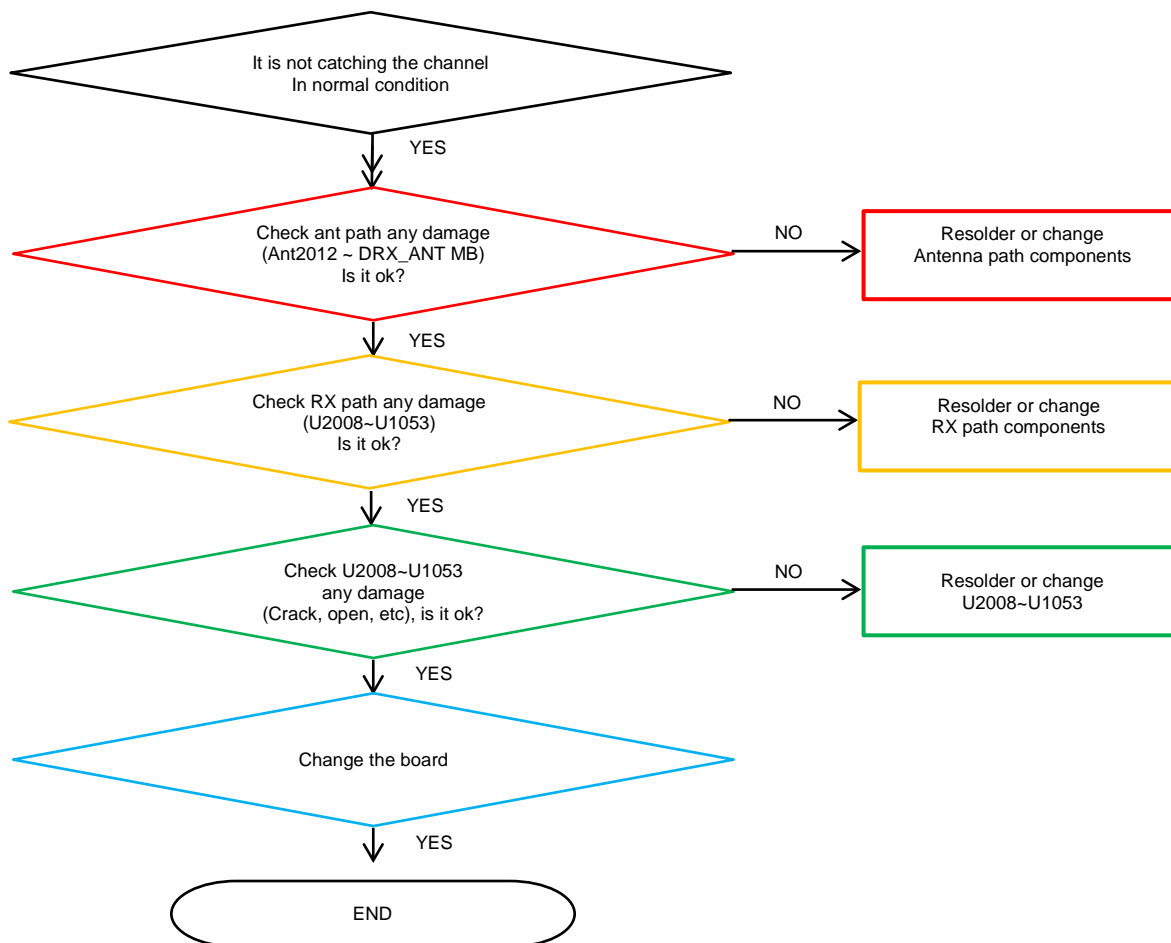 It is not catching the channel
In normal condition
YES
Check ant path any damage
(Ant2012 ~ DRX_ANT MB)
Is it ok?
NO
Resolder or change
Antenna path components
YES
Check RX path any damage
(U2008~U1053)
Is it ok?
NO
Resolder or change
RX path components
YES
Check U2008~U1053
any damage
(Crack, open, etc), is it ok?
NO
Resolder or change
U2008~U1053
YES
Change the board
YES
END